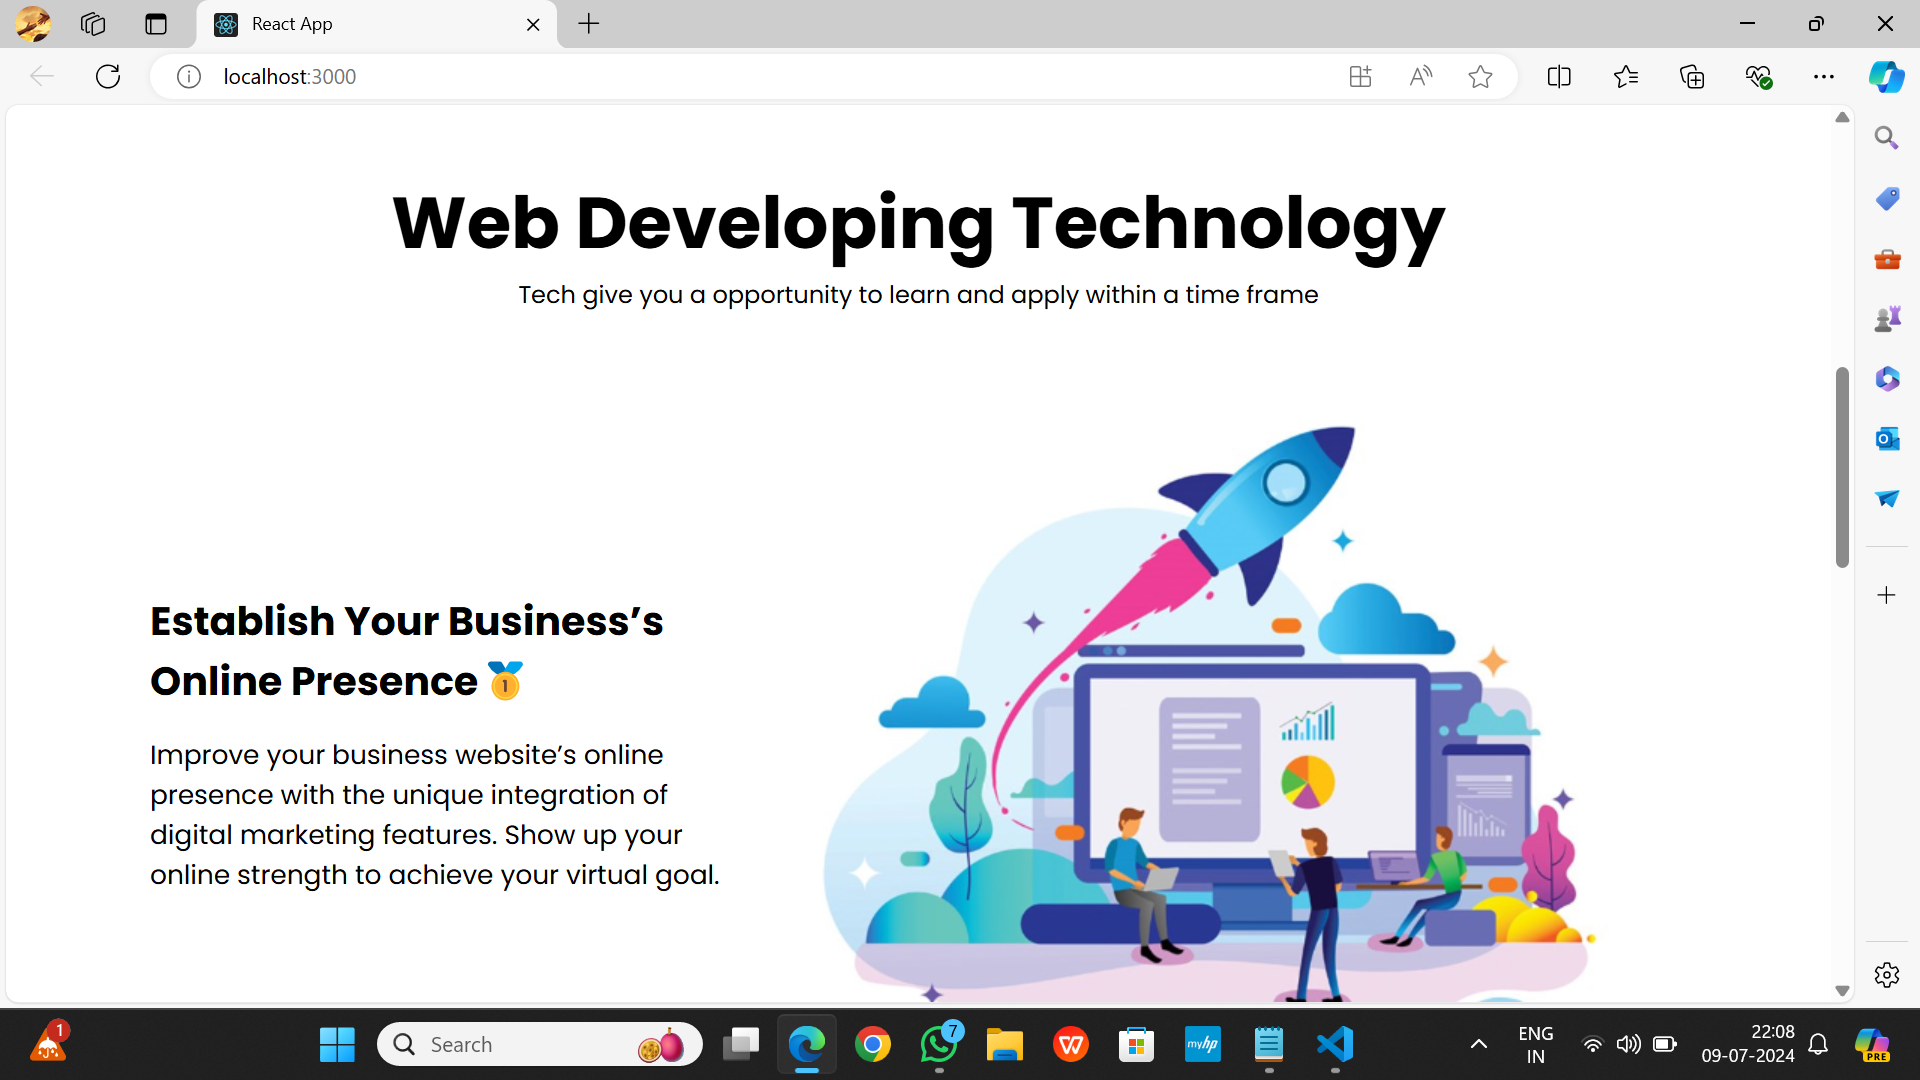 React App
localhost:3000
Web Developing Technology
Tech give you a opportunity to learn and apply within a time frame
Establish Your Business’s
Online Presence 🥇
Improve your business website’s online
presence with the unique integration of
digital marketing features. Show up your
online strength to achieve your virtual goal.
1
Search
7
myhp
ENG
IN
22:08
09-07-2024
PRE